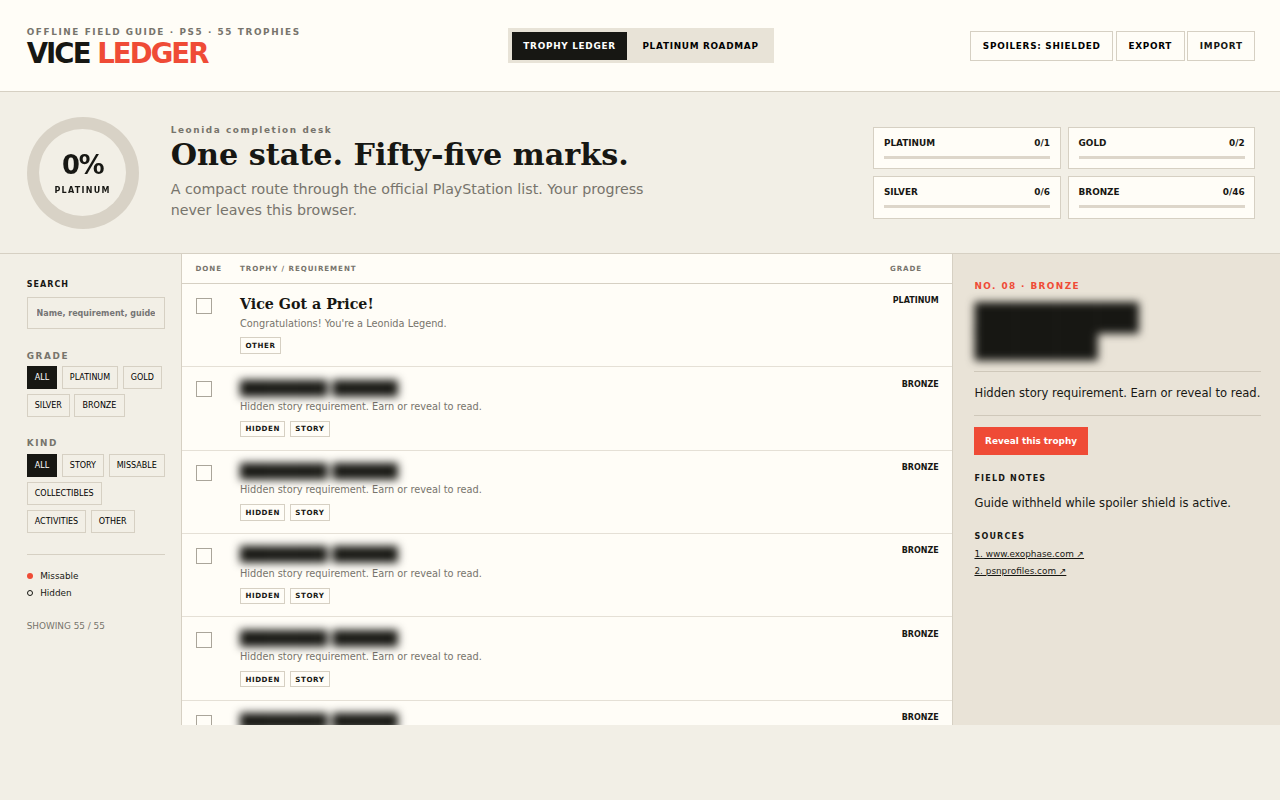 OFFLINE FIELD GUIDE · PS5 · 55 TROPHIES
VICE LEDGER
TROPHY LEDGER
PLATINUM ROADMAP
SPOILERS: SHIELDED
EXPORT
IMPORT
0%
PLATINUM
Leonida completion desk
One state. Fifty-five marks.
A compact route through the official PlayStation list. Your progress
never leaves this browser.
PLATINUM 0/1
GOLD 0/2
SILVER 0/6
BRONZE 0/46
SEARCH
Name, requirement, guide
GRADE
ALL PLATINUM GOLD
SILVER BRONZE
KIND
ALL STORY MISSABLE
COLLECTIBLES
ACTIVITIES OTHER
Missable
Hidden
SHOWING 55 / 55
DONE TROPHY / REQUIREMENT GRADE
Vice Got a Price! PLATINUM
Congratulations! You're a Leonida Legend.
OTHER
BRONZE
Hidden story requirement. Earn or reveal to read.
HIDDEN STORY
BRONZE
Hidden story requirement. Earn or reveal to read.
HIDDEN STORY
BRONZE
Hidden story requirement. Earn or reveal to read.
HIDDEN STORY
BRONZE
Hidden story requirement. Earn or reveal to read.
HIDDEN STORY
BRONZE
NO. 08 · BRONZE
Hidden story requirement. Earn or reveal to read.
Reveal this trophy
FIELD NOTES
Guide withheld while spoiler shield is active.
SOURCES
1. www.exophase.com ↗
2. psnprofiles.com ↗